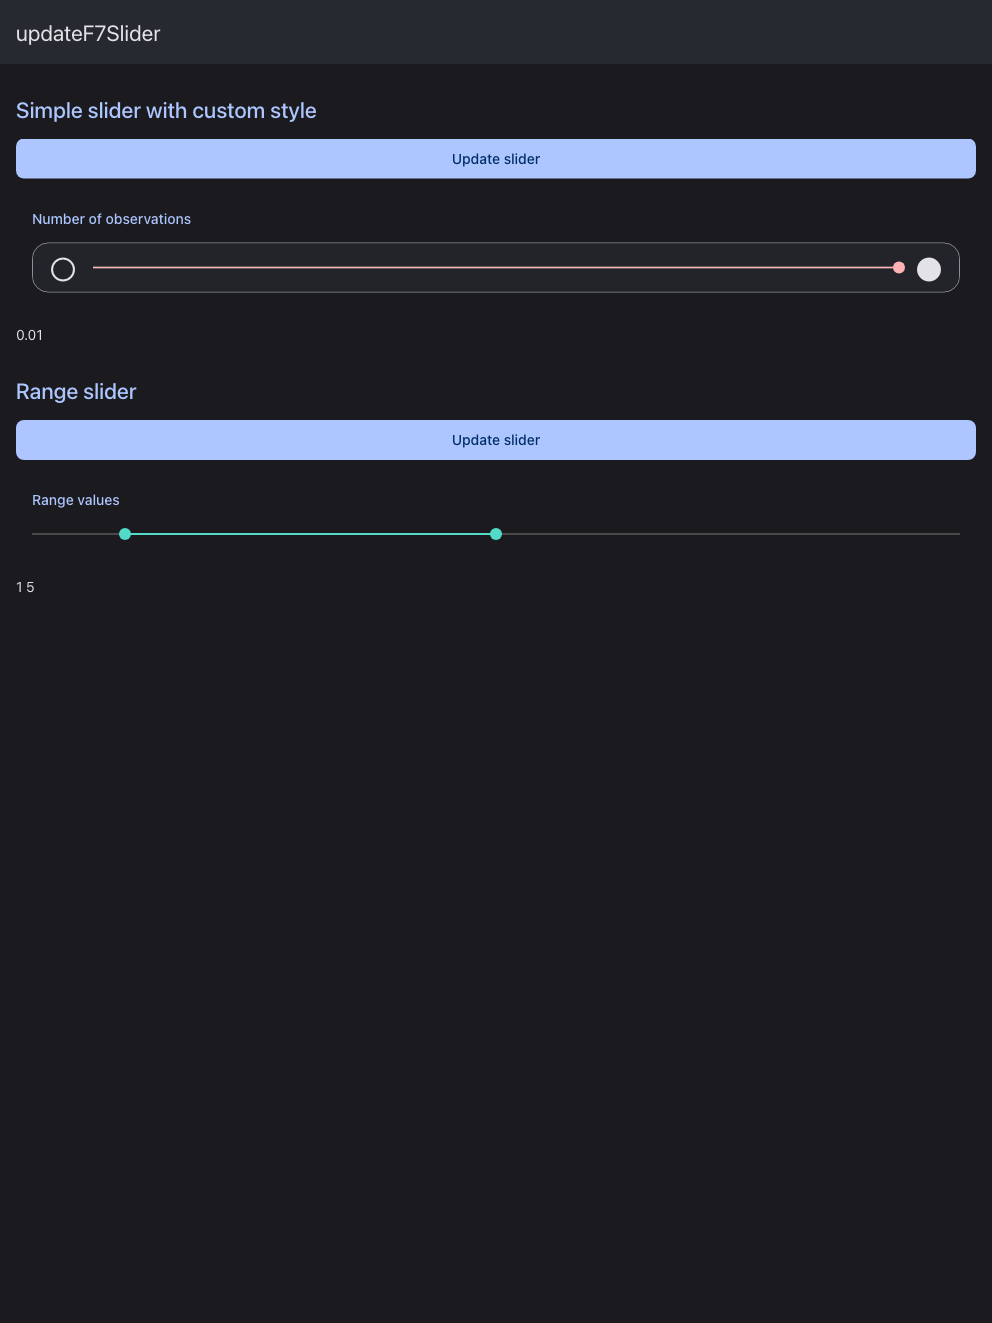 updateF7Slider
Simple slider with custom style
Update slider
Number of observations
0.01
Range slider
Update slider
Range values
1 5